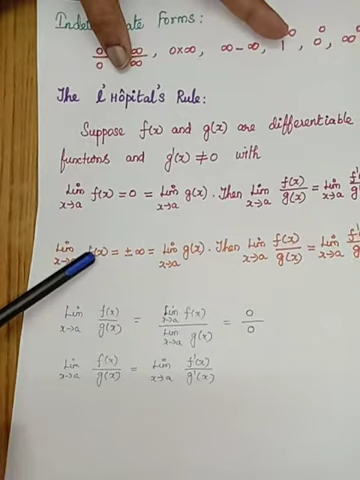 Indeterminate Forms:
0/0, ∞/∞, 0×∞, ∞-∞, 1^∞, 0^0, ∞^0
The L'Hôpital's Rule:
Suppose f(x) and g(x) are differentiable
functions and g'(x) ≠ 0 with
Lim x→a f(x) = 0 = Lim x→a g(x). Then Lim x→a f(x)/g(x) = Lim x→a f'(x)/g'(x)
Lim x→a f(x) = ±∞ = Lim x→a g(x). Then Lim x→a f(x)/g(x) = Lim x→a
Lim x→a f(x)/g(x) = Lim x→a f(x)/Lim x→a g(x) = 0/0
Lim x→a f(x)/g(x) = Lim x→a f'(x)/g'(x)